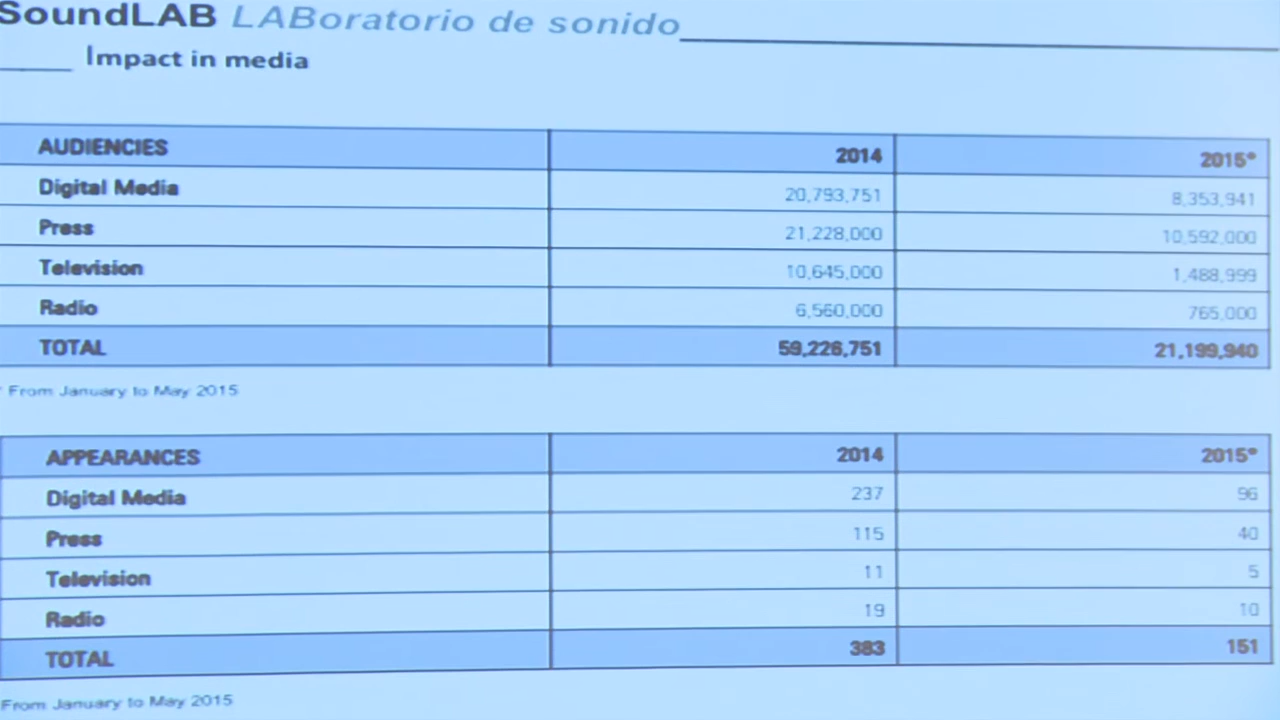 SoundLAB LABoratorio de sonido
Impact in media
AUDIENCIES 2014 2015*
Digital Media 20,793,751 8,353,941
Press 21,228,000 10,592,000
Television 10,645,000 1,488,999
Radio 6,560,000 765,000
TOTAL 59,226,751 21,199,940
* From January to May 2015
APPEARANCES 2014 2015*
Digital Media 237 96
Press 115 40
Television 11 5
Radio 19 10
TOTAL 383 151
From January to May 2015